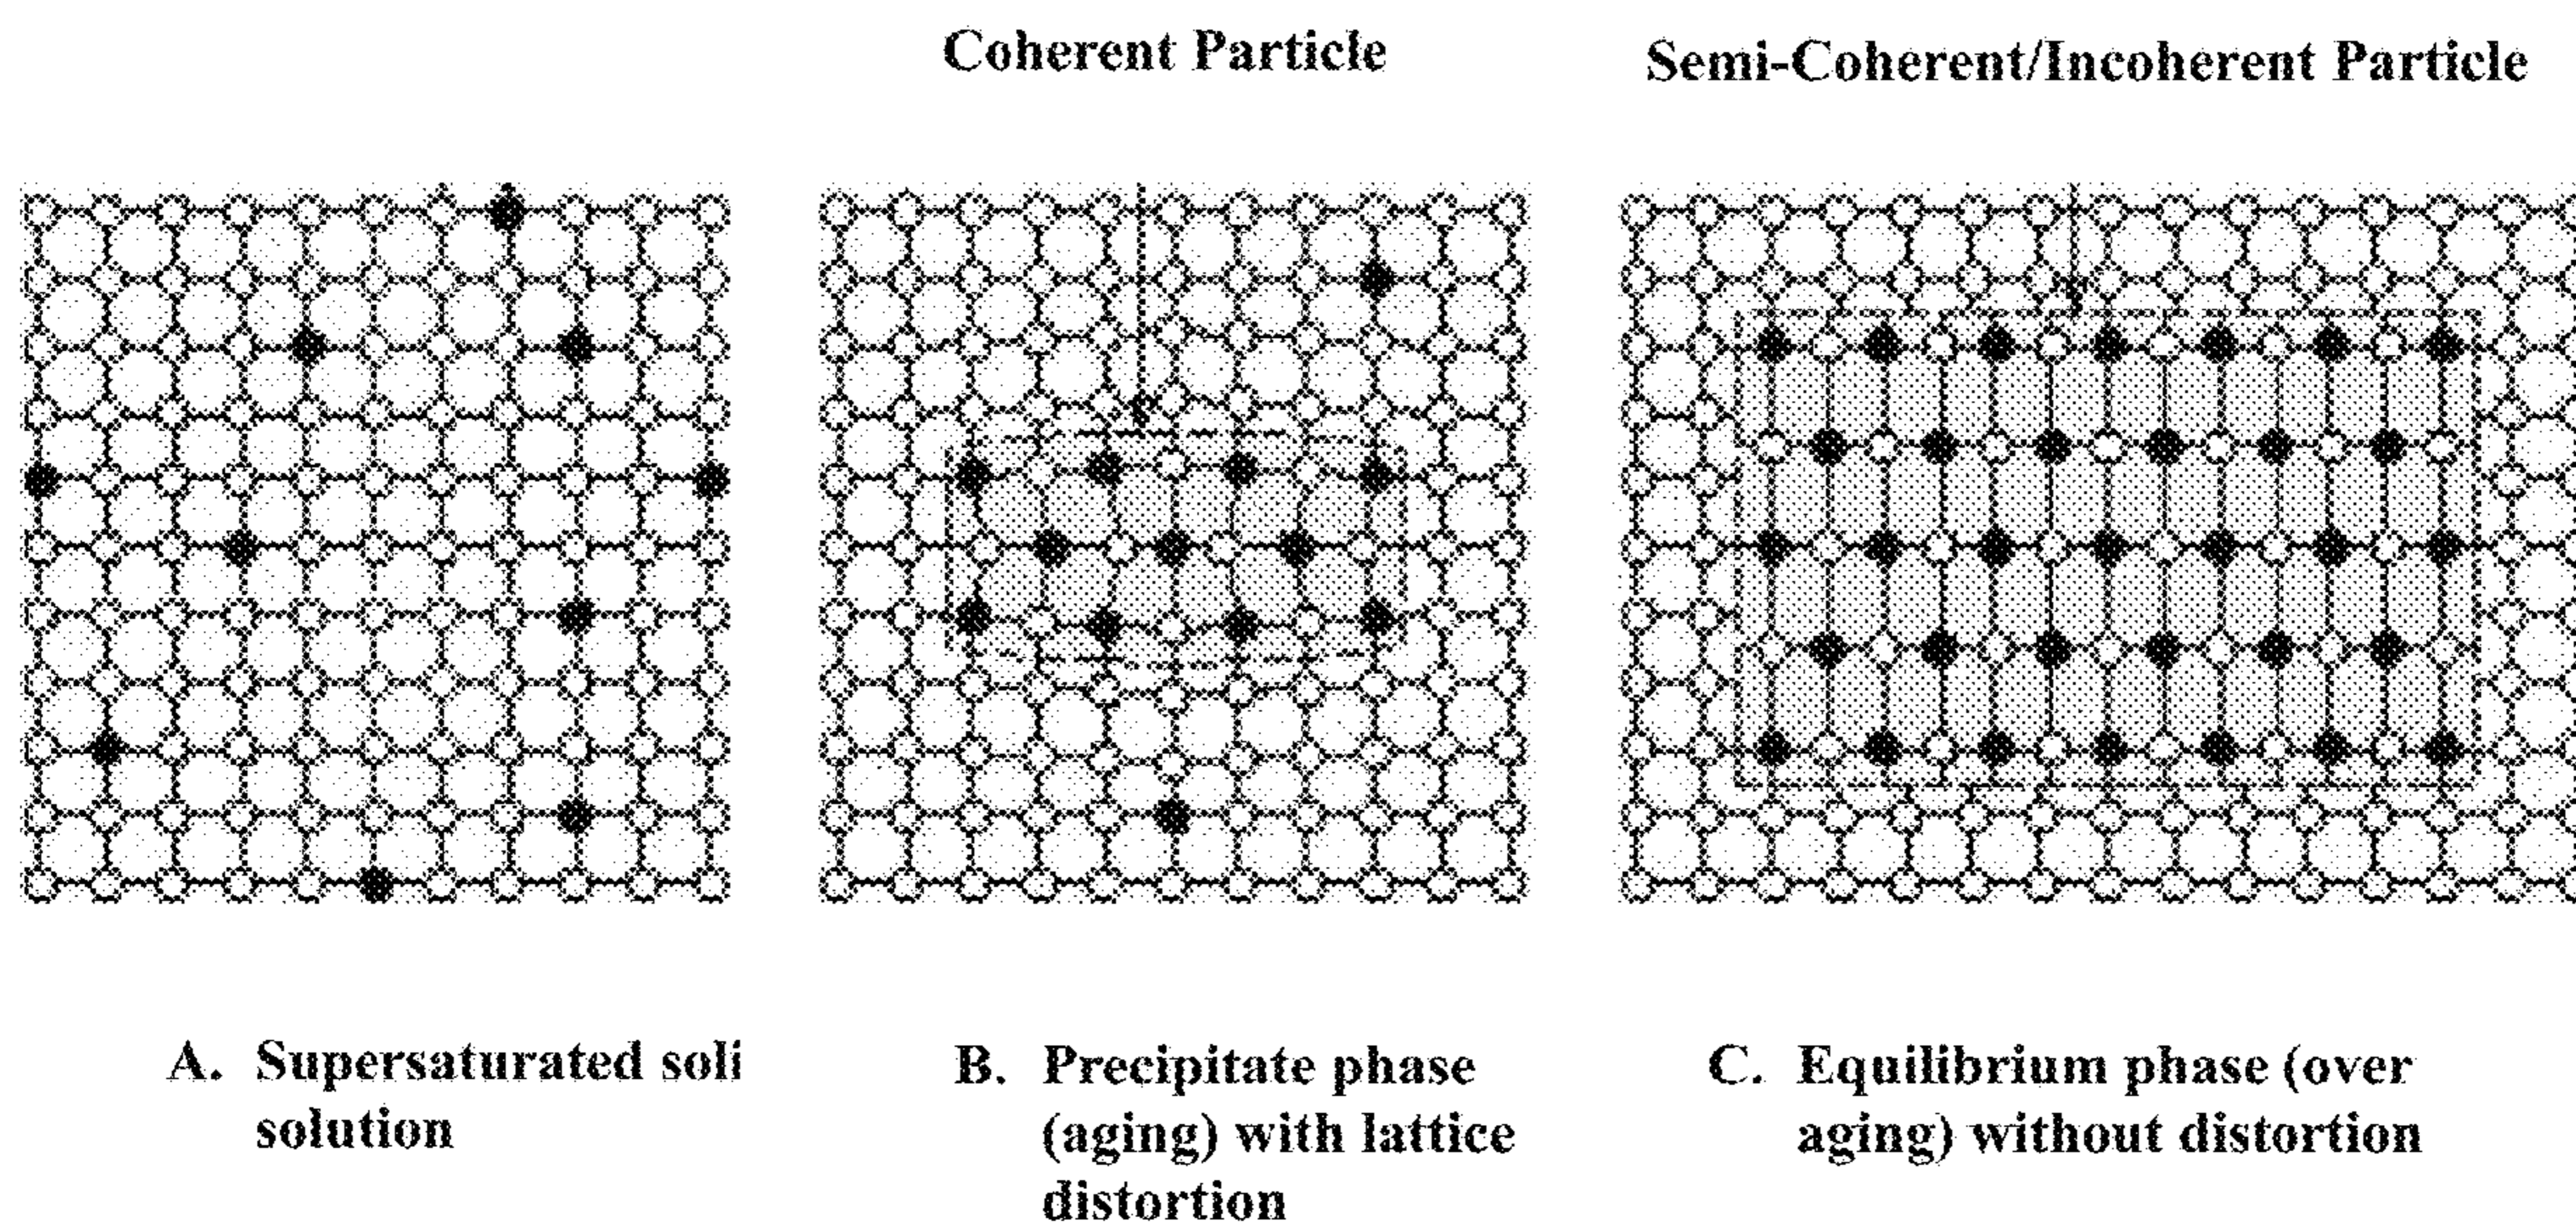 Coherent Particle
Semi-Coherent/Incoherent Particle
A. Supersaturated soli
solution
B. Precipitate phase
(aging) with lattice
distortion
C. Equilibrium phase (over
aging) without distortion